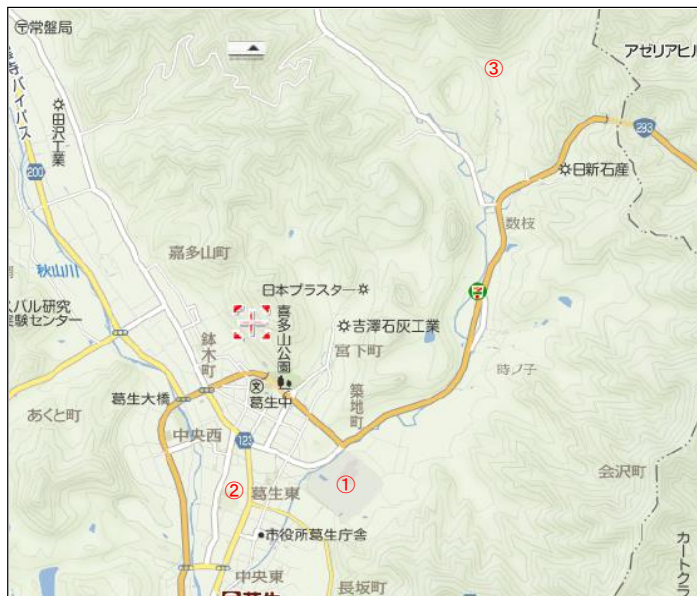 〒常盤局
バイパス
田沢工業
200
秋山川
バル研究
実験センター
嘉多山町
日本プラスター
喜多山公園
吉澤石灰工業
宮下町
鉢木町
葛生中
築地町
葛生大橋
あくと町
中央西
123
葛生東
②
①
③
アゼリアヒル
293
日新石産
数枝
時ノ子
会沢町
市役所葛生庁舎
中央東
長坂町
葛生
カートクラ